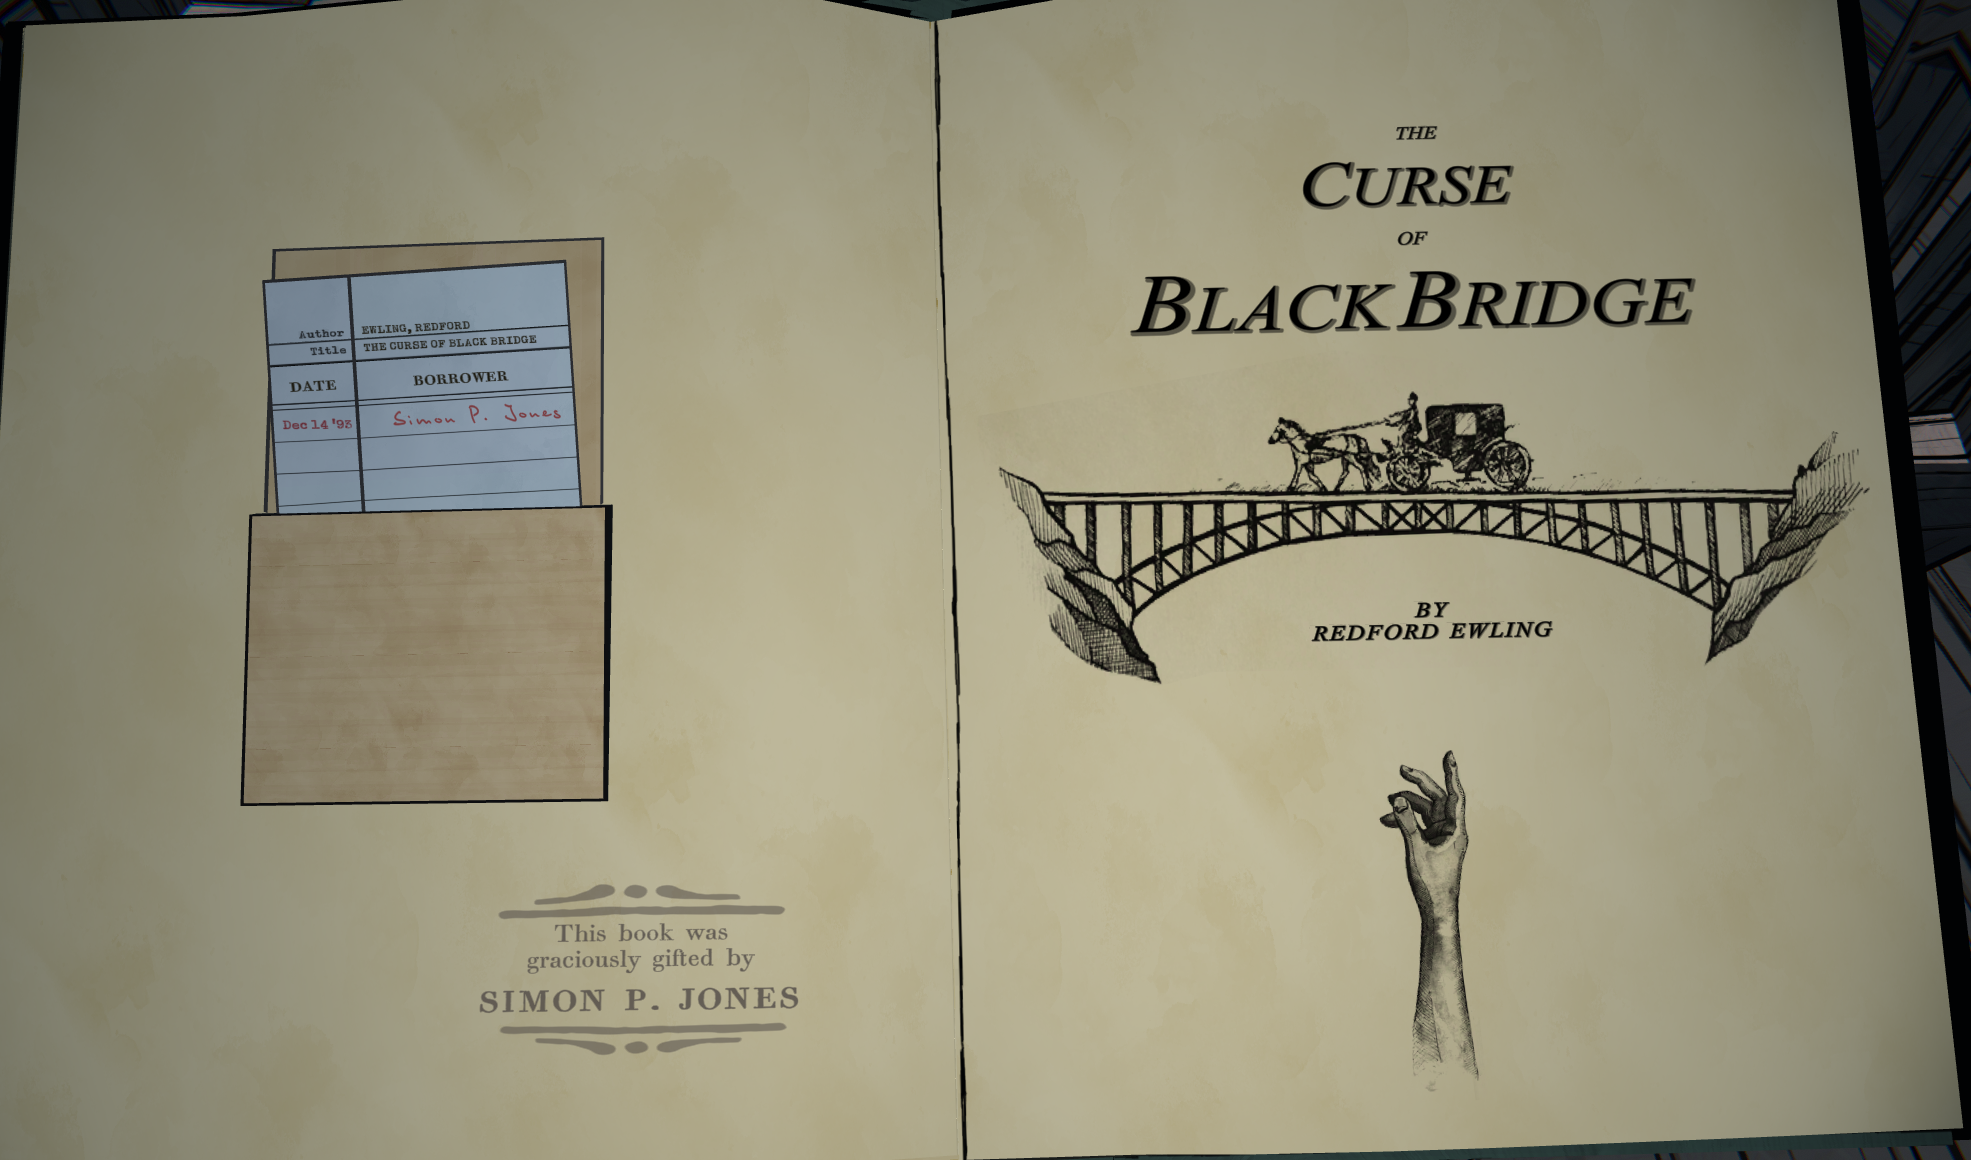 Author EWLING, REDFORD
Title THE CURSE OF BLACK BRIDGE
DATE BORROWER
Dec 14 '93 Simon P. Jones
This book was
graciously gifted by
SIMON P. JONES
THE
CURSE
OF
BLACK BRIDGE
BY
REDFORD EWLING